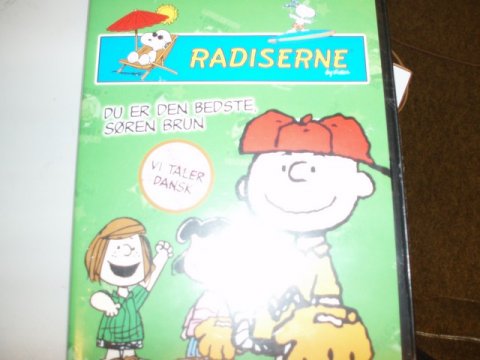 RADISERNE
DU ER DEN BEDSTE,
SØREN BRUN
VI TALER
DANSK